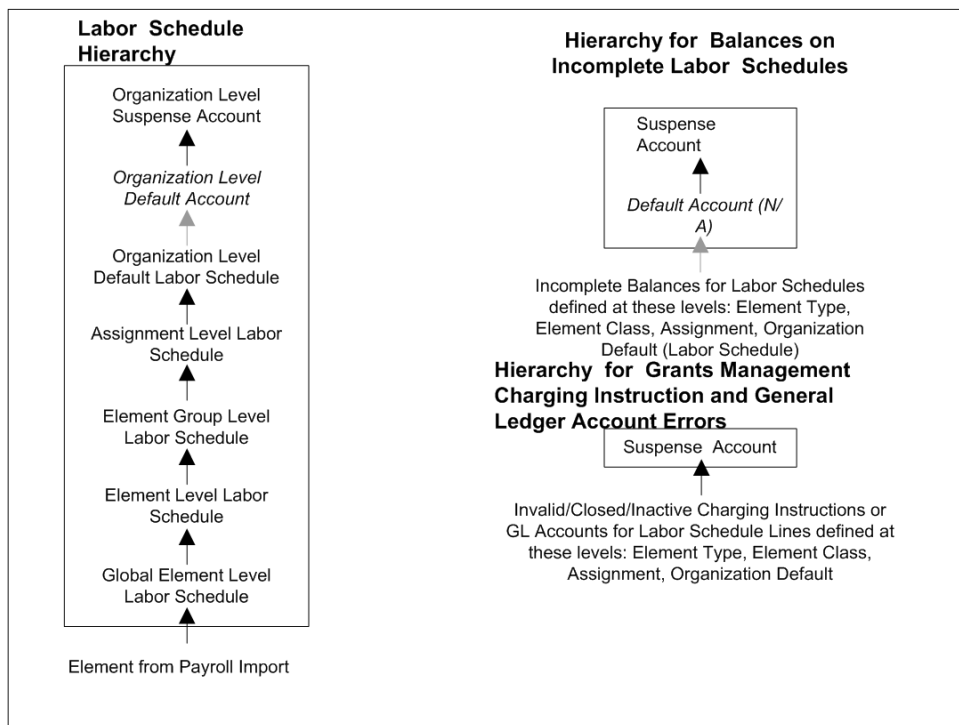 Labor Schedule
Hierarchy
Organization Level
Suspense Account
Organization Level
Default Account
Organization Level
Default Labor Schedule
Assignment Level Labor
Schedule
Element Group Level
Labor Schedule
Element Level Labor
Schedule
Global Element Level
Labor Schedule
Element from Payroll Import
Hierarchy for Balances on
Incomplete Labor Schedules
Suspense
Account
Default Account (N/
A)
Incomplete Balances for Labor Schedules
defined at these levels: Element Type,
Element Class, Assignment, Organization
Default (Labor Schedule)
Hierarchy for Grants Management
Charging Instruction and General
Ledger Account Errors
Suspense Account
Invalid/Closed/Inactive Charging Instructions or
GL Accounts for Labor Schedule Lines defined at
these levels: Element Type, Element Class,
Assignment, Organization Default